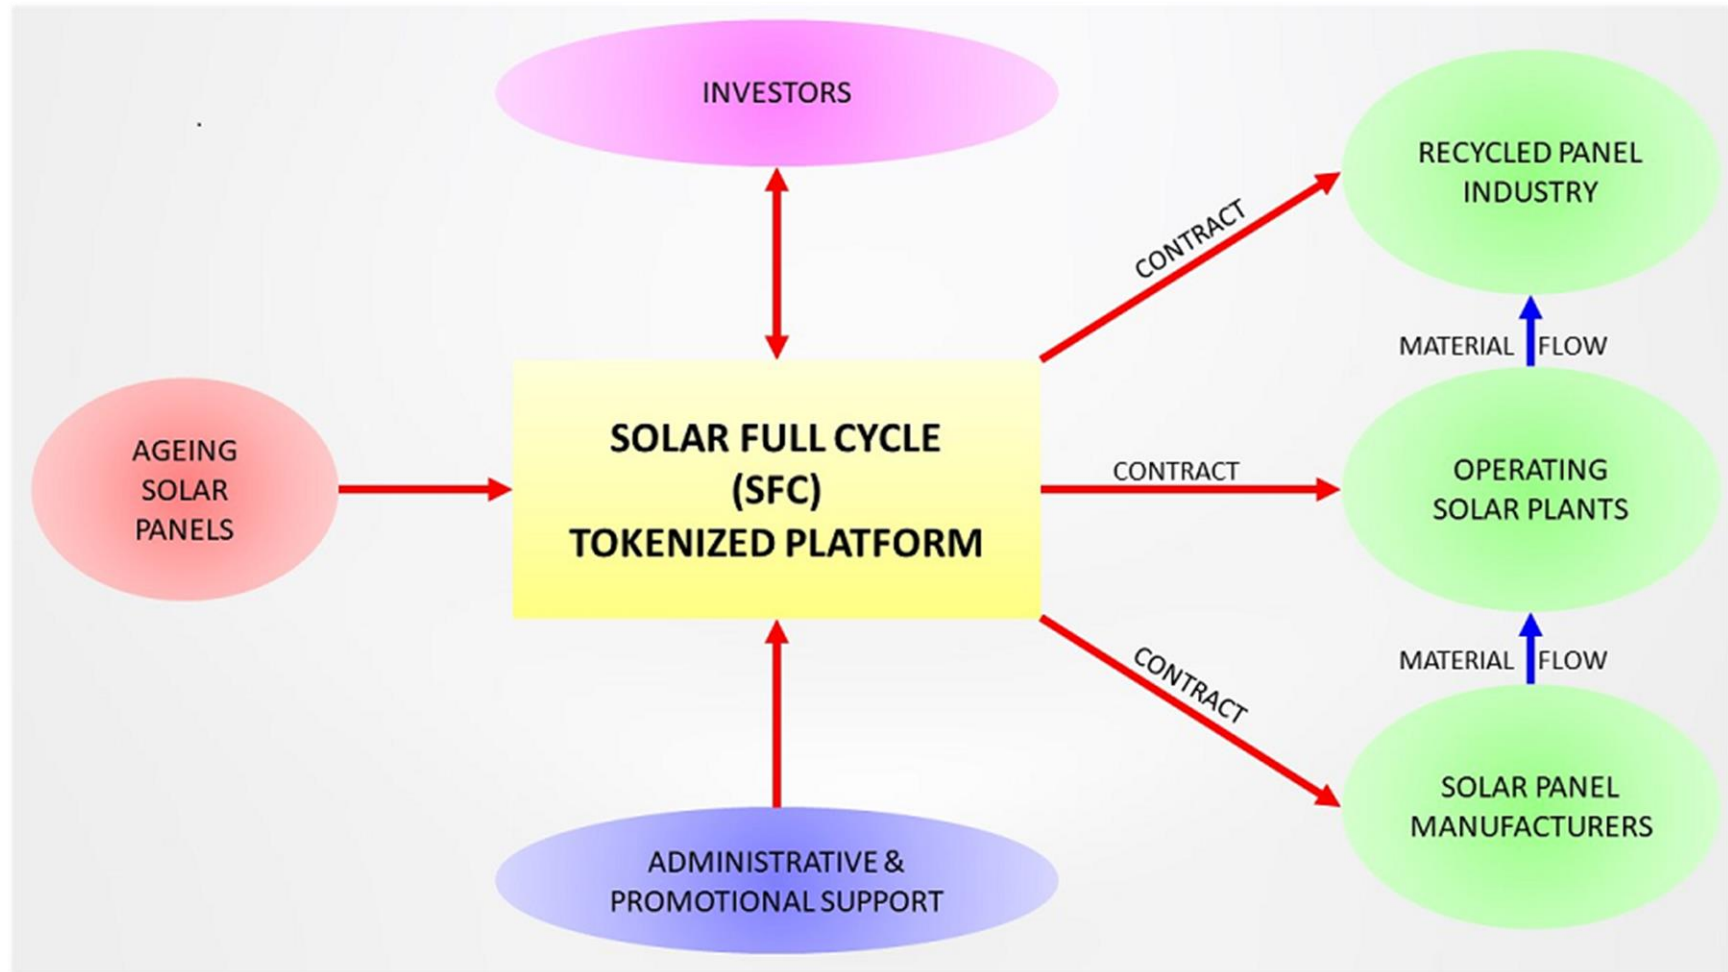 INVESTORS
RECYCLED PANEL
INDUSTRY
CONTRACT
MATERIAL FLOW
AGEING
SOLAR
PANELS
SOLAR FULL CYCLE
(SFC)
TOKENIZED PLATFORM
CONTRACT
OPERATING
SOLAR PLANTS
MATERIAL FLOW
CONTRACT
SOLAR PANEL
MANUFACTURERS
ADMINISTRATIVE &
PROMOTIONAL SUPPORT